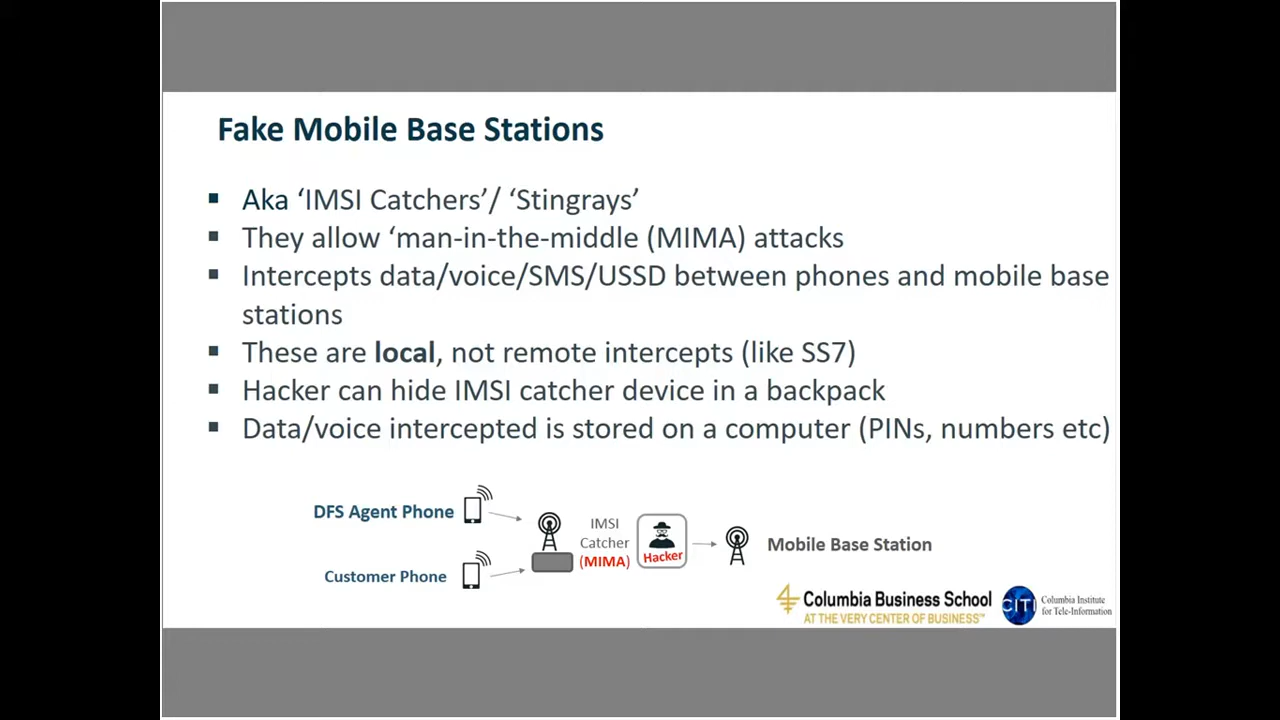 Fake Mobile Base Stations
▪ Aka ‘IMSI Catchers’/ ‘Stingrays’
▪ They allow ‘man-in-the-middle (MIMA) attacks
▪ Intercepts data/voice/SMS/USSD between phones and mobile base
stations
▪ These are local, not remote intercepts (like SS7)
▪ Hacker can hide IMSI catcher device in a backpack
▪ Data/voice intercepted is stored on a computer (PINs, numbers etc)
DFS Agent Phone
Customer Phone
IMSI
Catcher
(MIMA)
Hacker
Mobile Base Station
Columbia Business School
AT THE VERY CENTER OF BUSINESS™
CITI
Columbia Institute
for Tele-Information